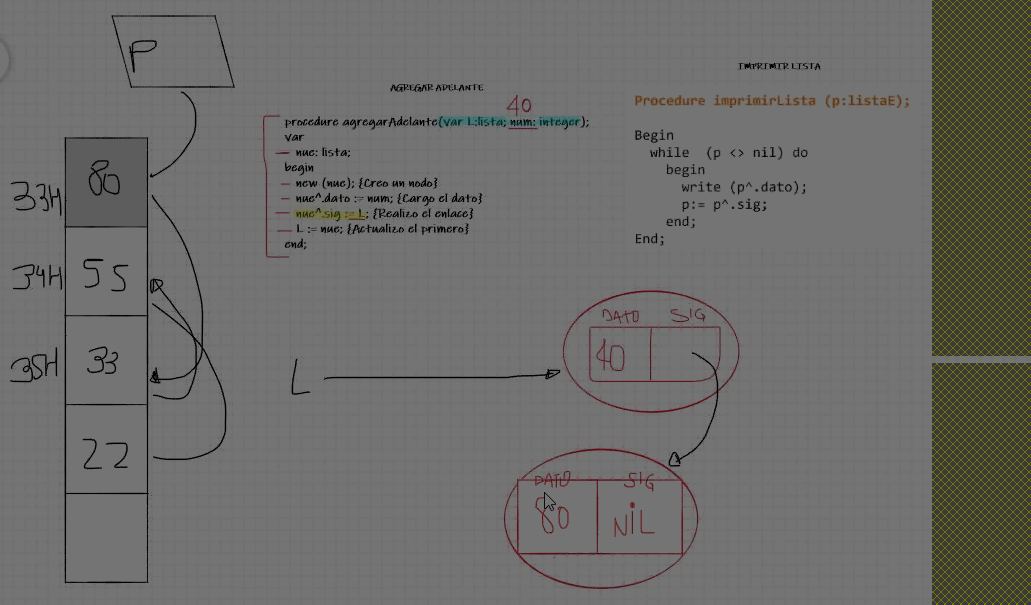 P
33H
80
34H
55
35H
33
22
AGREGAR ADELANTE
40
procedure agregarAdelante(var L:lista; num: integer);
var
nue: lista;
begin
new (nue); {Creo un nodo}
nue^.dato := num; {Cargo el dato}
nue^.sig := L; {Realizo el enlace}
L := nue; {Actualizo el primero}
end;
IMPRIMIR LISTA
Procedure imprimirLista (p:listaE);
Begin
while (p <> nil) do
begin
write (p^.dato);
p:= p^.sig;
end;
End;
L
DATO SIG
40
DATO SIG
80 NiL